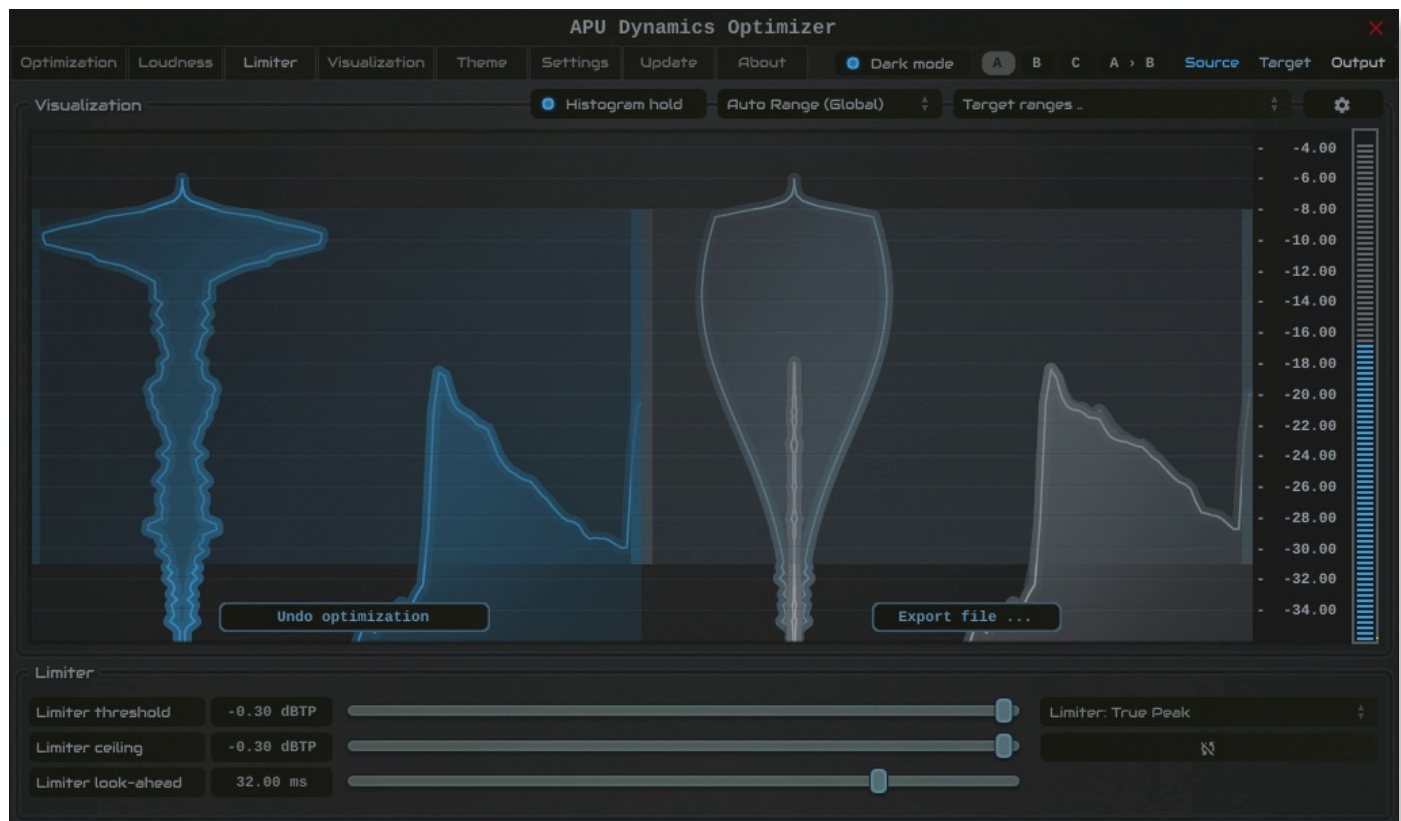 APU Dynamics Optimizer
Optimization Loudness Limiter Visualization Theme Settings Update About Dark mode A B C A › B Source Target Output
Visualization Histogram hold Auto Range (Global) Target ranges ..
- -4.00
- -6.00
- -8.00
- -10.00
- -12.00
- -14.00
- -16.00
- -18.00
- -20.00
- -22.00
- -24.00
- -26.00
- -28.00
- -30.00
- -32.00
- -34.00
Undo optimization Export file ...
Limiter
Limiter threshold -0.30 dBTP Limiter: True Peak
Limiter ceiling -0.30 dBTP
Limiter look-ahead 32.00 ms